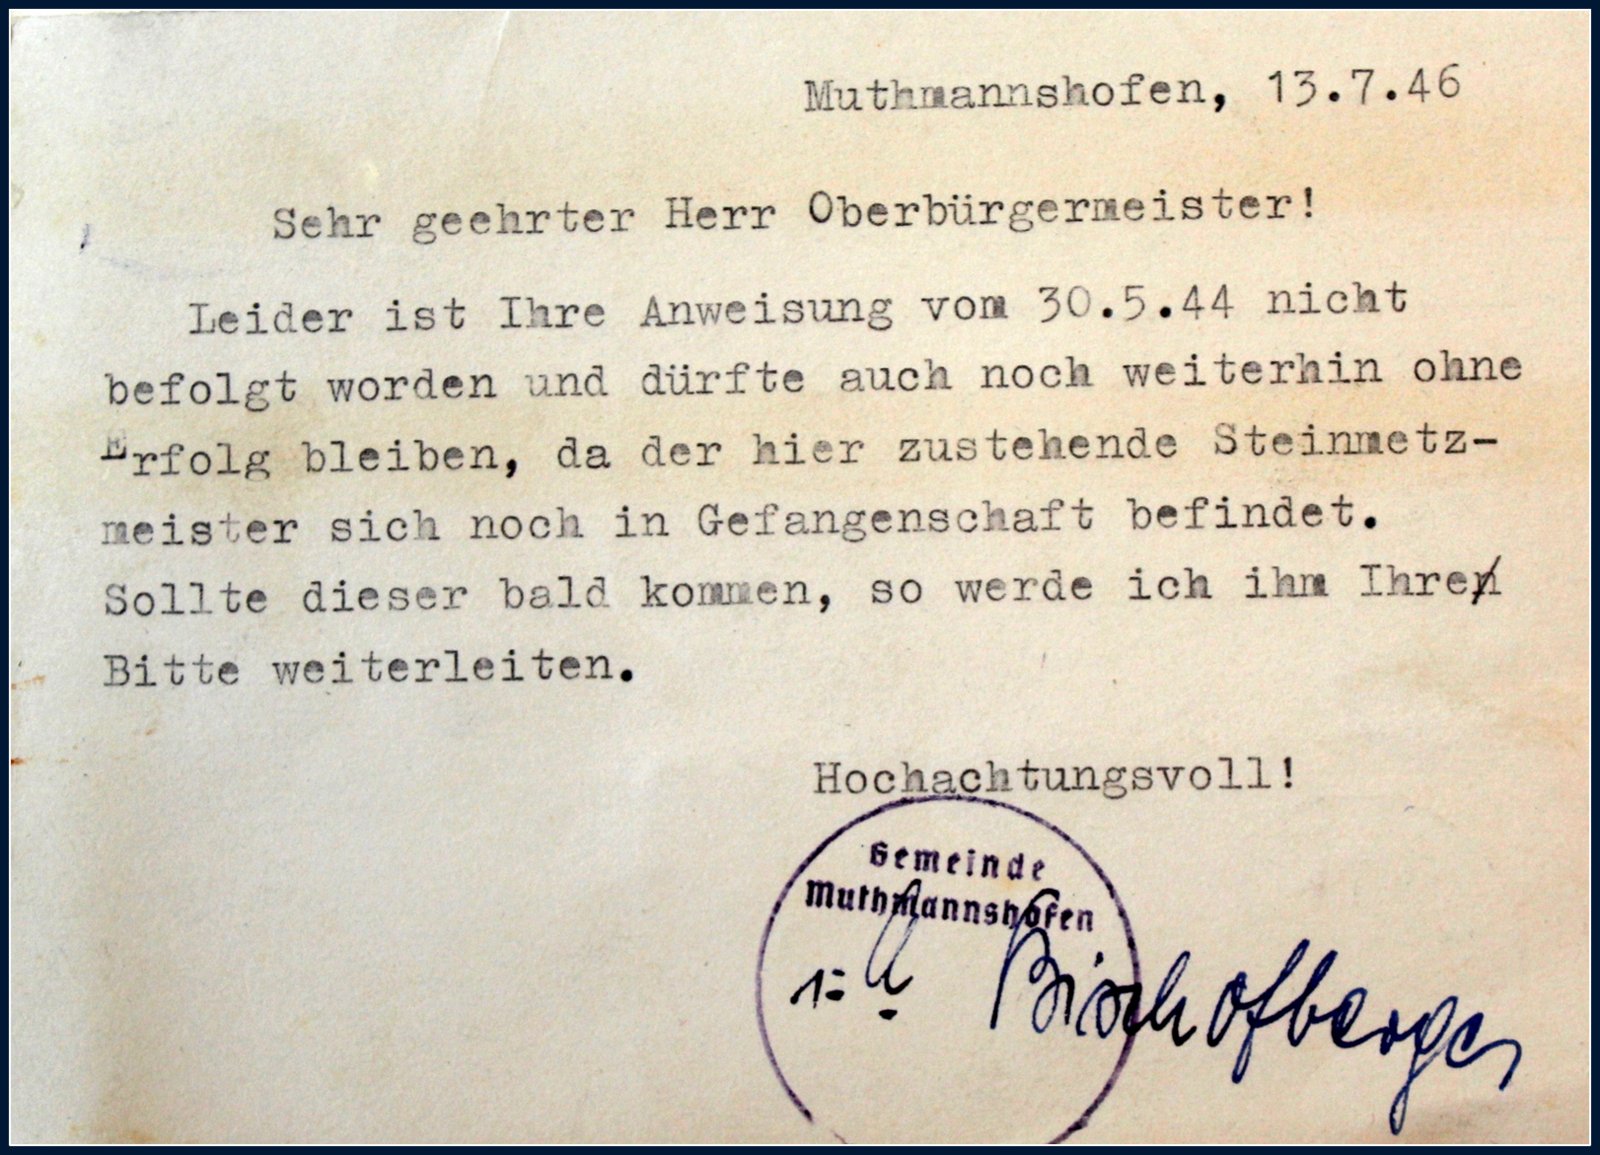 Muthmannshofen, 13.7.46
Sehr geehrter Herr Oberbürgermeister!
Leider ist Ihre Anweisung vom 30.5.44 nicht
befolgt worden und dürfte auch noch weiterhin ohne
Erfolg bleiben, da der hier zustehende Steinmetz-
meister sich noch in Gefangenschaft befindet.
Sollte dieser bald kommen, so werde ich ihm Ihre
Bitte weiterleiten.
Hochachtungsvoll!
Gemeinde
Muthmannshofen
Bischofberger